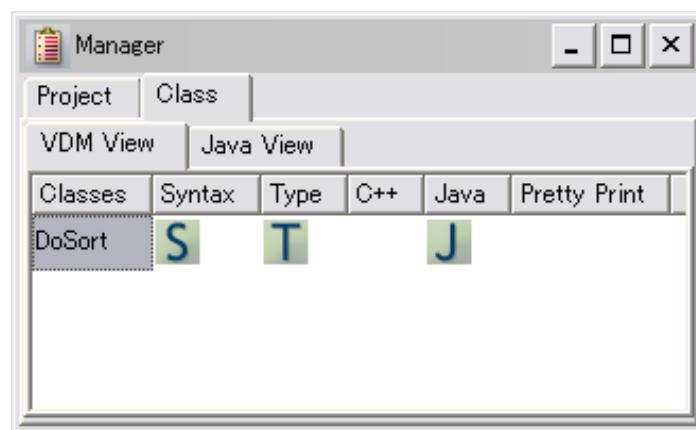 Manager
Project Class
VDM View Java View
Classes Syntax Type C++ Java Pretty Print
DoSort S T J